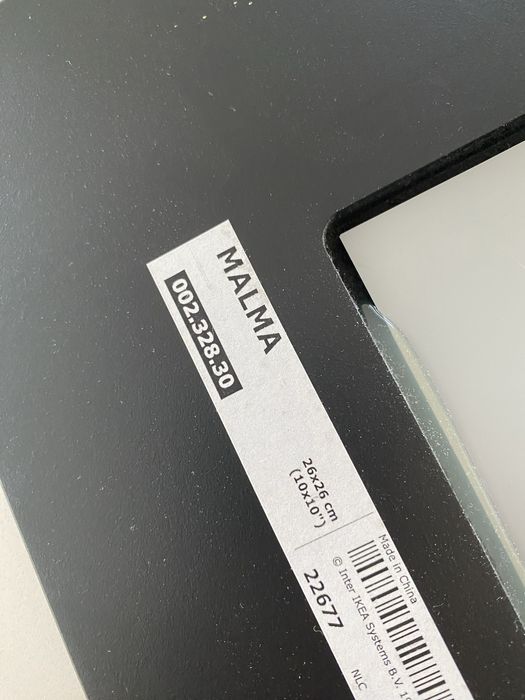 MALMA
002.328.30
26x26 cm
(10x10")
Made in China
22677
© Inter IKEA Systems B.V.
NLC